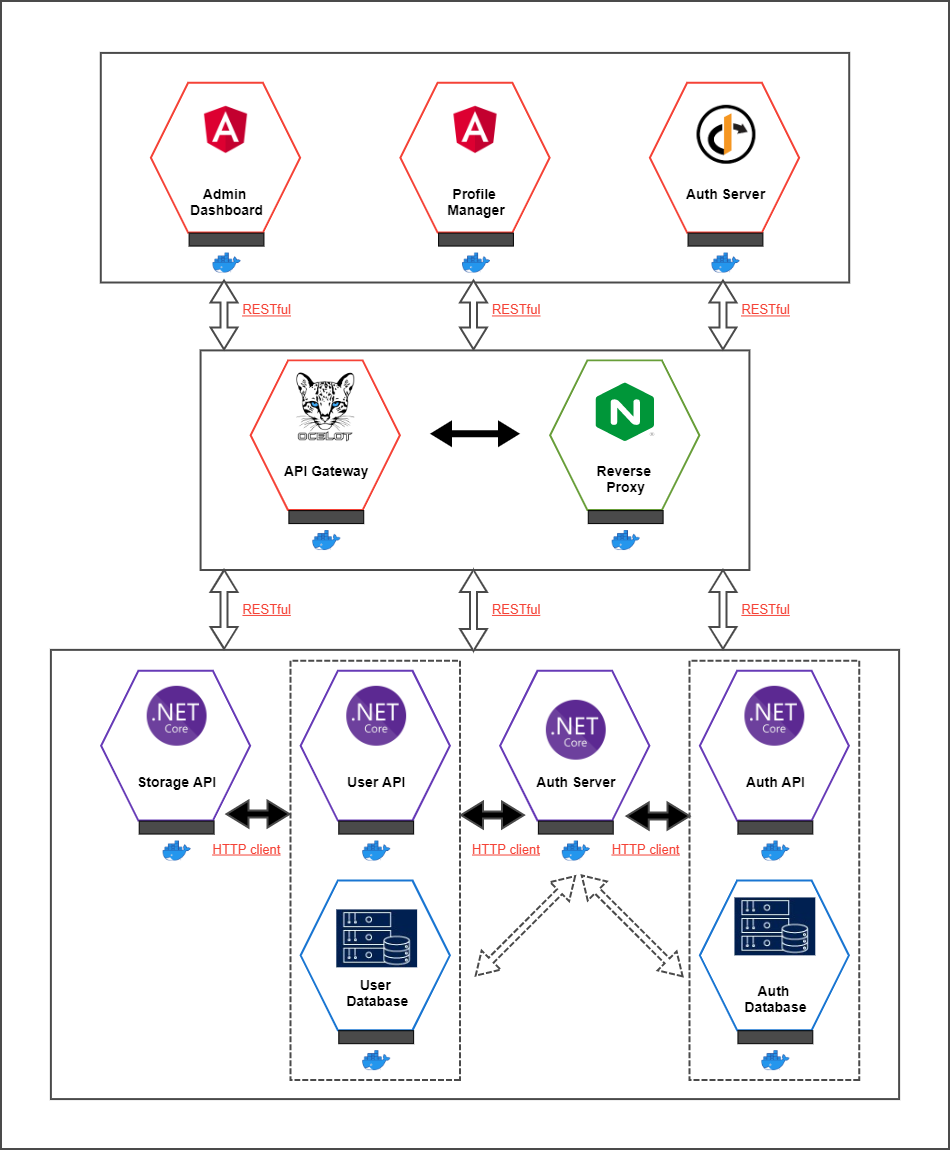 Admin
Dashboard
Profile
Manager
Auth Server
RESTful
RESTful
RESTful
OCELOT
API Gateway
N
Reverse
Proxy
RESTful
RESTful
RESTful
.NET
Core
Storage API
.NET
Core
User API
.NET
Core
Auth Server
.NET
Core
Auth API
HTTP client
HTTP client
HTTP client
User
Database
Auth
Database